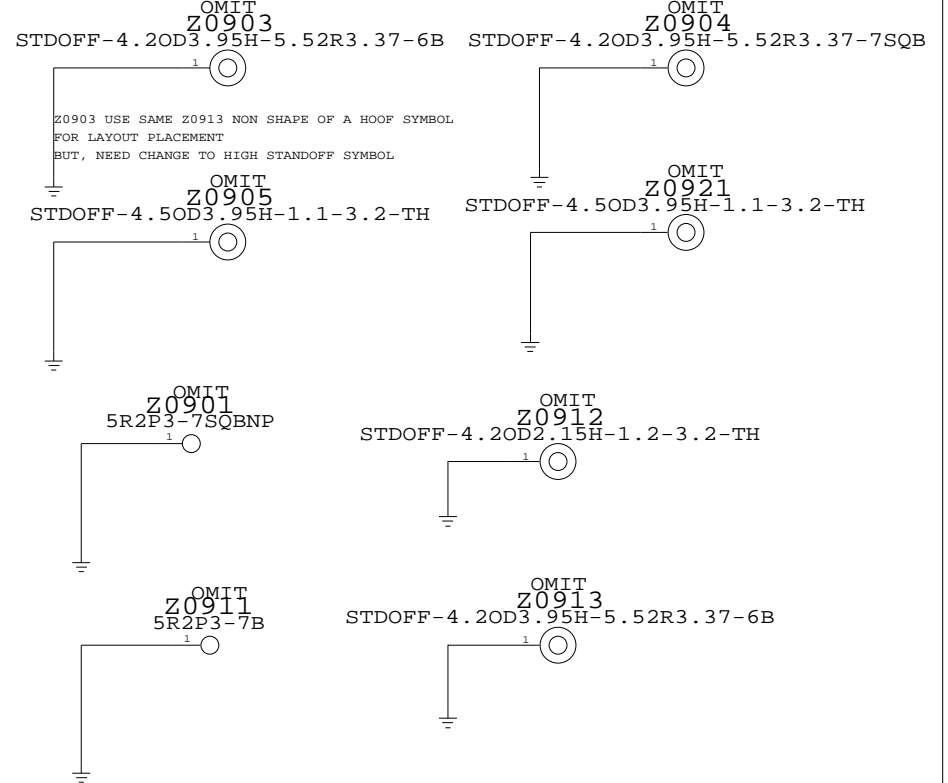 OMIT
Z0903
STDOFF-4.2OD3.95H-5.52R3.37-6B
1
Z0903 USE SAME Z0913 NON SHAPE OF A HOOF SYMBOL
FOR LAYOUT PLACEMENT
BUT, NEED CHANGE TO HIGH STANDOFF SYMBOL
OMIT
Z0904
STDOFF-4.2OD3.95H-5.52R3.37-7SQB
1
OMIT
Z0905
STDOFF-4.5OD3.95H-1.1-3.2-TH
1
OMIT
Z0921
STDOFF-4.5OD3.95H-1.1-3.2-TH
1
OMIT
Z0901
5R2P3-7SQBNP
1
OMIT
Z0912
STDOFF-4.2OD2.15H-1.2-3.2-TH
1
OMIT
Z0911
5R2P3-7B
1
OMIT
Z0913
STDOFF-4.2OD3.95H-5.52R3.37-6B
1